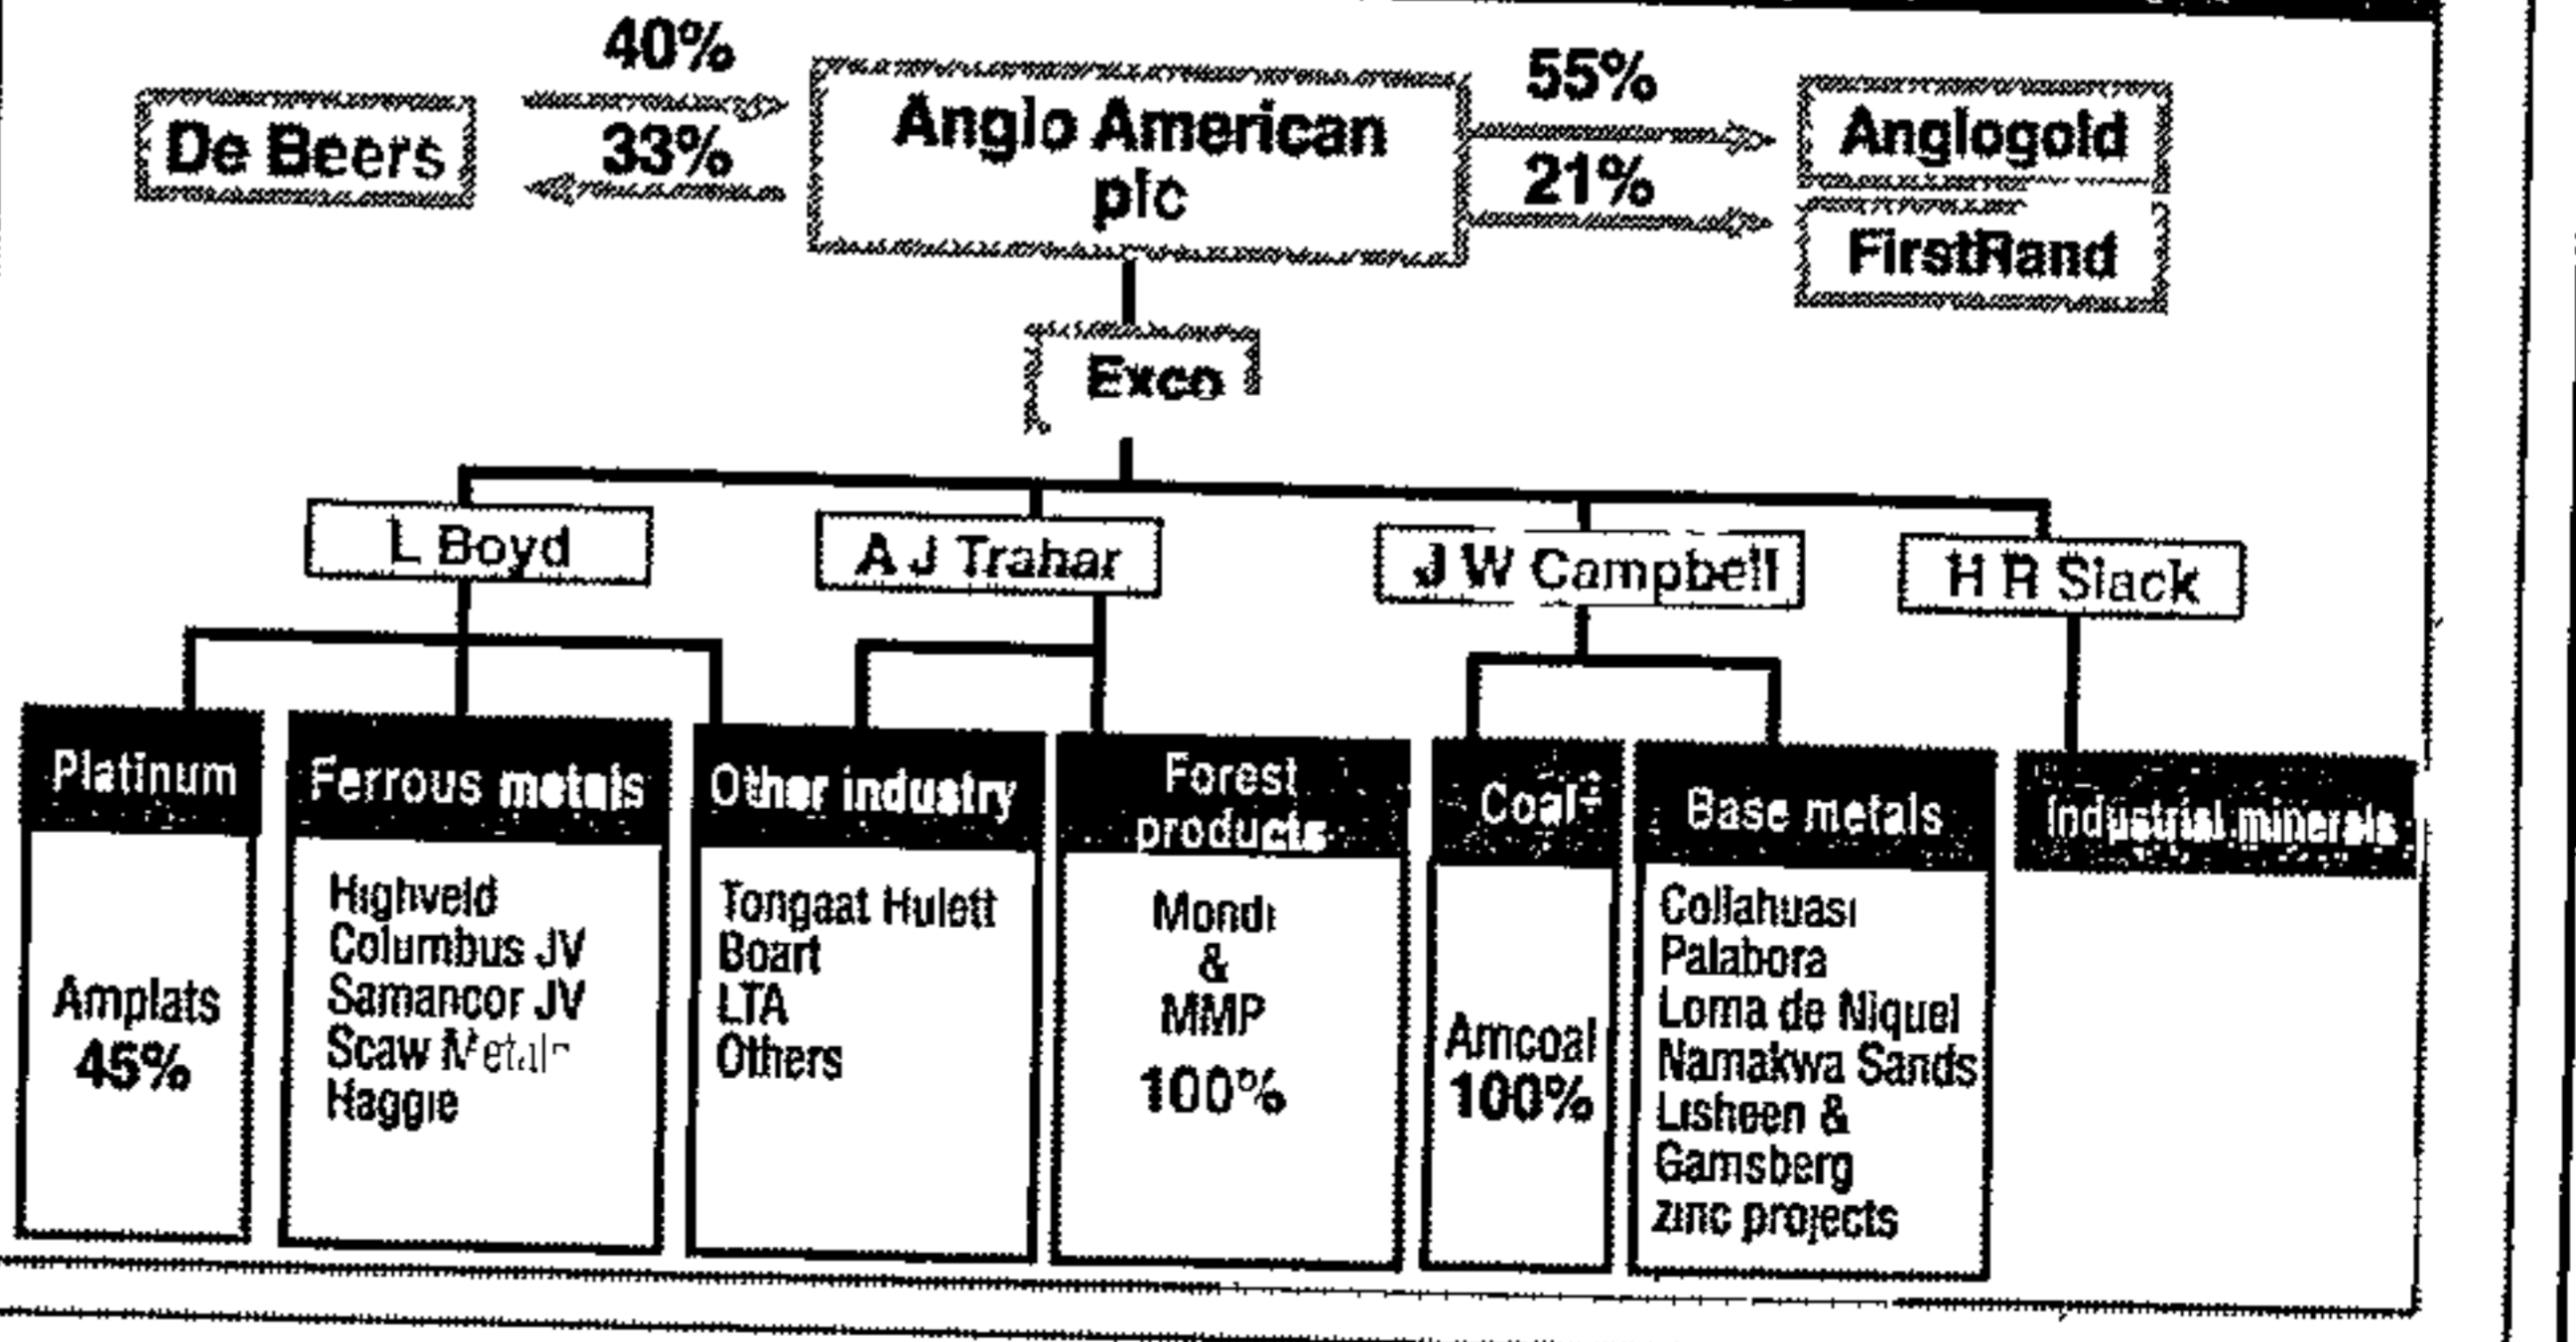 40%
55%
De Beers
Anglo American
plc
Anglogold
33%
21%
FirstRand
Exco
L Boyd
A J Trahar
J W Campbell
H R Slack
Platinum
Amplats
45%
Ferrous metals
Highveld
Columbus JV
Samancor JV
Scaw Metals
Haggie
Other industry
Tongaat Hulett
Boart
LTA
Others
Forest
products
Mondi
&
MMP
100%
Coal
Amcoal
100%
Base metals
Collahuasi
Palabora
Loma de Niquel
Namakwa Sands
Lisheen &
Gamsberg
zinc projects
Industrial minerals